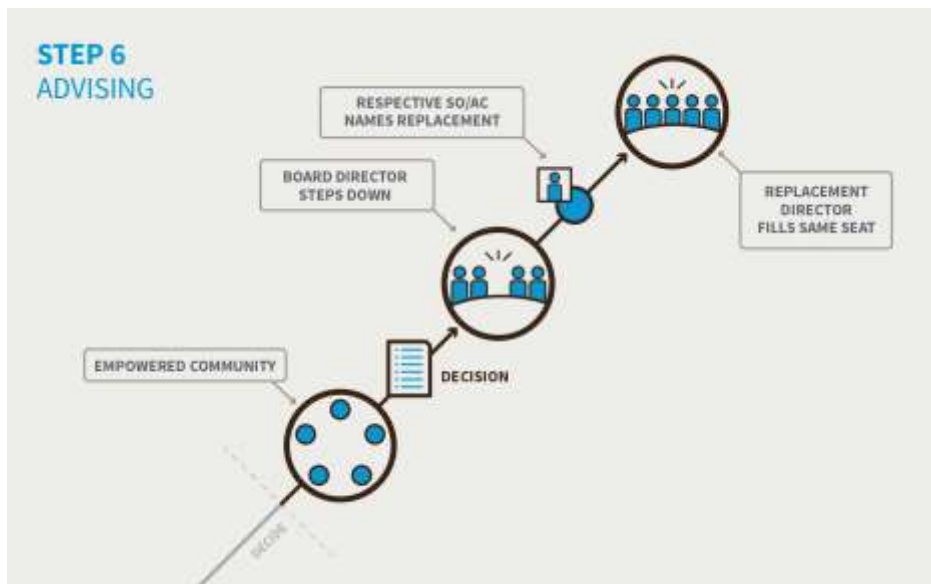 STEP 6
ADVISING
RESPECTIVE SO/AC
NAMES REPLACEMENT
BOARD DIRECTOR
STEPS DOWN
REPLACEMENT
DIRECTOR
FILLS SAME SEAT
EMPOWERED COMMUNITY
DECISION
DECIDE